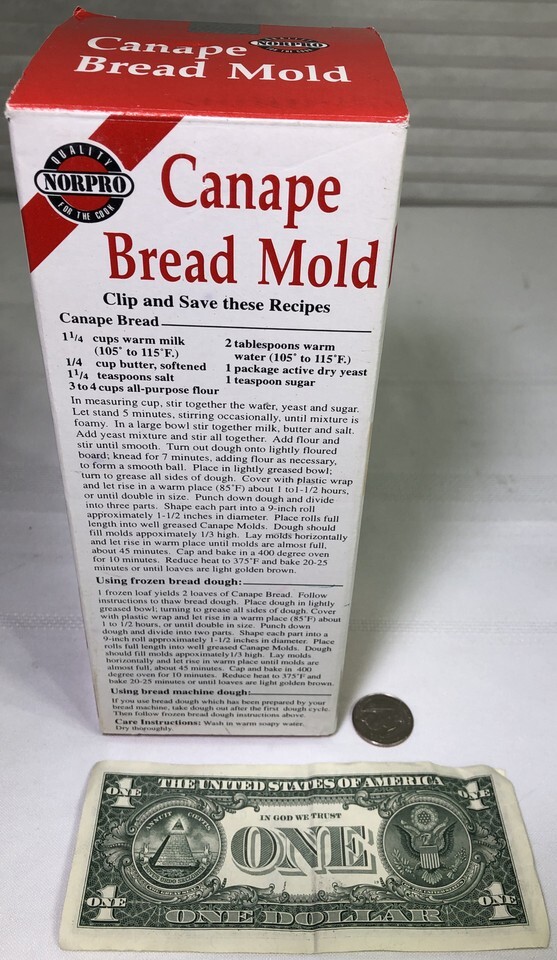 Canape NORPRO
Bread Mold
QUALITY
NORPRO
FOR THE COOK
Canape
Bread Mold
Clip and Save these Recipes
Canape Bread
1 1/4 cups warm milk
(105° to 115°F.)
1/4 cup butter, softened
1 1/4 teaspoons salt
3 to 4 cups all-purpose flour
2 tablespoons warm
water (105° to 115°F.)
1 package active dry yeast
1 teaspoon sugar
In measuring cup, stir together the water, yeast and sugar.
Let stand 5 minutes, stirring occasionally, until mixture is
foamy. In a large bowl stir together milk, butter and salt.
Add yeast mixture and stir all together. Add flour and
stir until smooth. Turn out dough onto lightly floured
board; knead for 7 minutes, adding flour as necessary,
to form a smooth ball. Place in lightly greased bowl;
turn to grease all sides of dough. Cover with plastic wrap
and let rise in a warm place (85°F) about 1 to1-1/2 hours,
or until double in size. Punch down dough and divide
into three parts. Shape each part into a 9-inch roll
approximately 1-1/2 inches in diameter. Place rolls full
length into well greased Canape Molds. Dough should
fill molds approximately 1/3 high. Lay molds horizontally
and let rise in warm place until molds are almost full,
about 45 minutes. Cap and bake in a 400 degree oven
for 10 minutes. Reduce heat to 375°F and bake 20-25
minutes or until loaves are light golden brown.
Using frozen bread dough:
1 frozen loaf yields 2 loaves of Canape Bread. Follow
instructions to thaw bread dough. Place dough in lightly
greased bowl; turning to grease all sides of dough. Cover
with plastic wrap and let rise in a warm place (85°F) about
1 to 1/2 hours, or until double in size. Punch down
dough and divide into two parts. Shape each part into a
9-inch roll approximately 1-1/2 inches in diameter. Place
rolls full length into well greased Canape Molds. Dough
should fill molds appoximately1/3 high. Lay molds
horizontally and let rise in warm place until molds are
almost full, about 45 minutes. Cap and bake in 400
degree oven for 10 minutes. Reduce heat to 375°F and
bake 20-25 minutes or until loaves are light golden brown.
Using bread machine dough:
If you use bread dough which has been prepared by your
bread machine, take dough out after the first dough cycle.
Then follow frozen bread dough instructions above.
Care Instructions: Wash in warm soapy water.
Dry thoroughly.
THE UNITED STATES OF AMERICA
1 ONE
1 ONE
ANNUIT COEPTIS
IN GOD WE TRUST
ONE
1 ONE
1 ONE
ONE DOLLAR